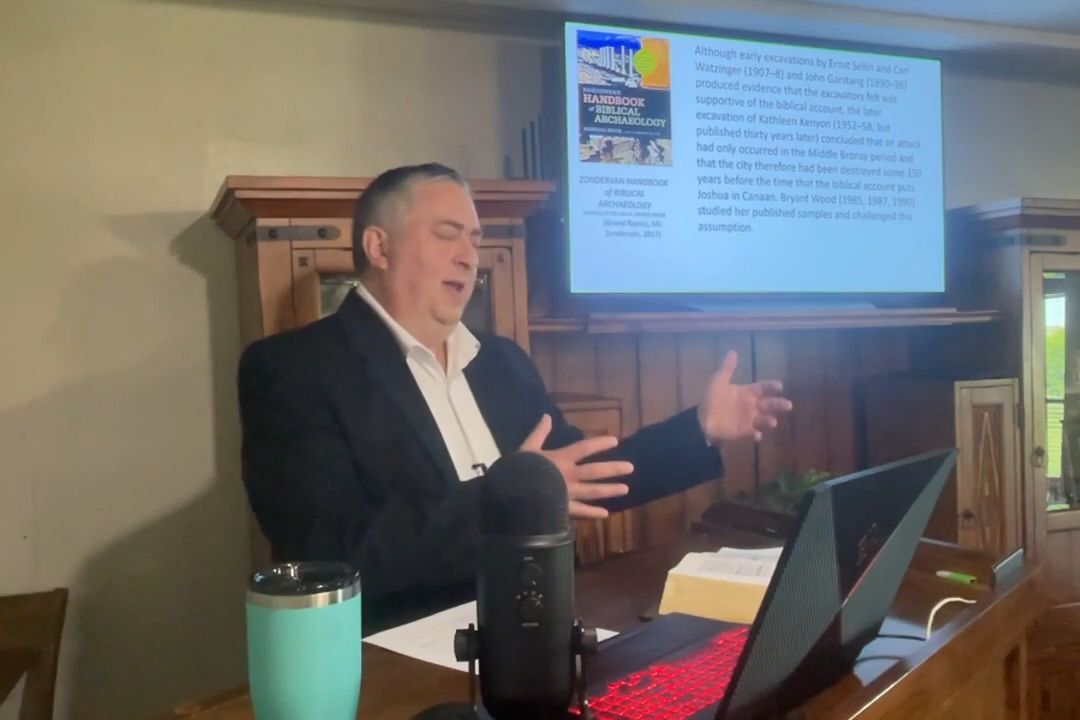 ZONDERVAN
HANDBOOK
of BIBLICAL
ARCHAEOLOGY
RANDALL PRICE
ZONDERVAN HANDBOOK
of BIBLICAL
ARCHAEOLOGY
(Grand Rapids, MI:
Zondervan, 2017)
Although early excavations by Ernst Sellin and Carl
Watzinger (1907–8) and John Garstang (1930–36)
produced evidence that the excavators felt was
supportive of the biblical account, the later
excavation of Kathleen Kenyon (1952–58, but
published thirty years later) concluded that an attack
had only occurred in the Middle Bronze period and
that the city therefore had been destroyed some 150
years before the time that the biblical account puts
Joshua in Canaan. Bryant Wood (1985, 1987, 1990)
studied her published samples and challenged this
assumption.